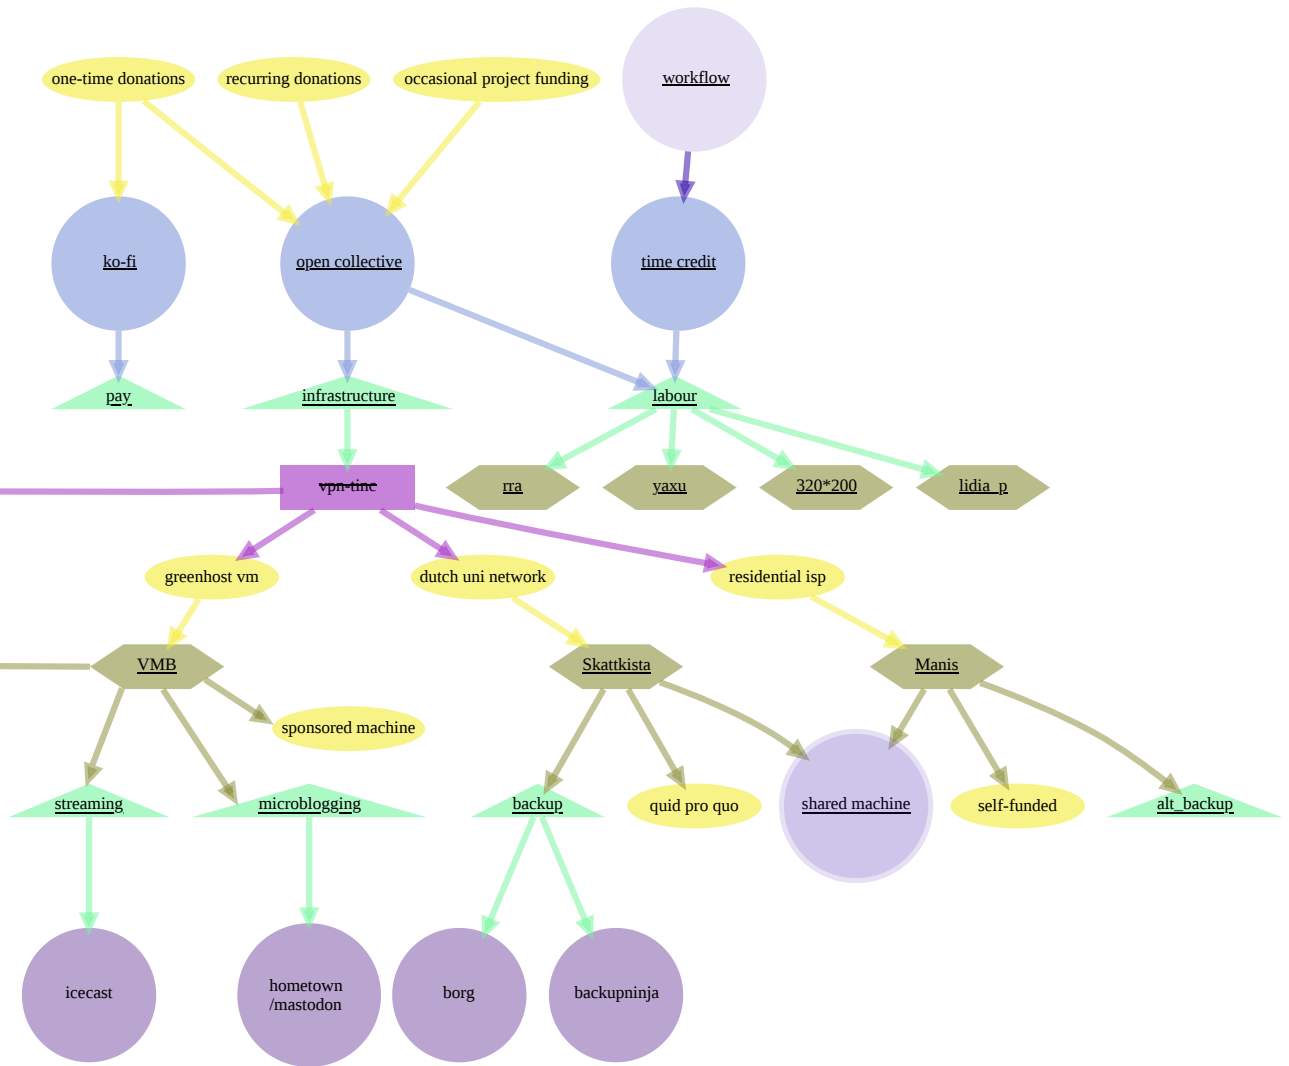 one-time donations
recurring donations
occasional project funding
workflow
ko-fi
open collective
time credit
pay
infrastructure
labour
vpn-tinc
rra
yaxu
320*200
lidia_p
greenhost vm
dutch uni network
residential isp
VMB
Skattkista
Manis
sponsored machine
streaming
microblogging
backup
quid pro quo
shared machine
self-funded
alt_backup
icecast
hometown
/mastodon
borg
backupninja